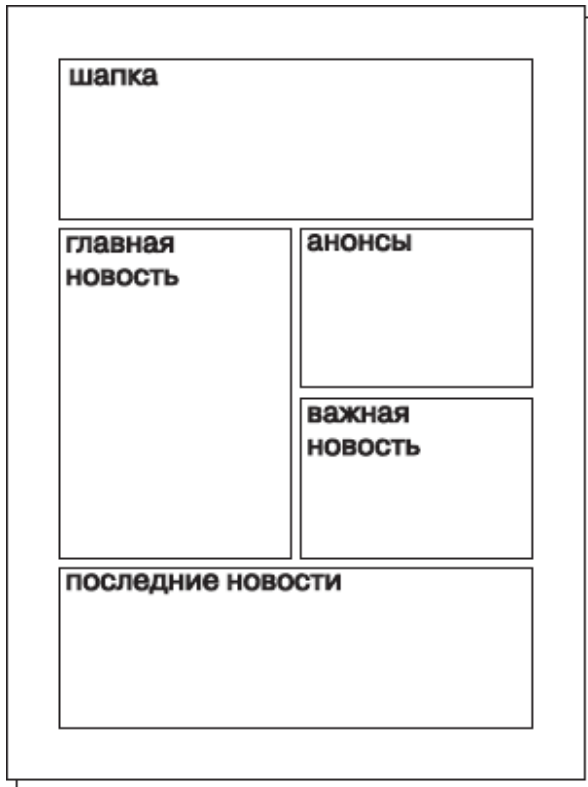 шапка
главная
новость
анонсы
важная
новость
последние новости